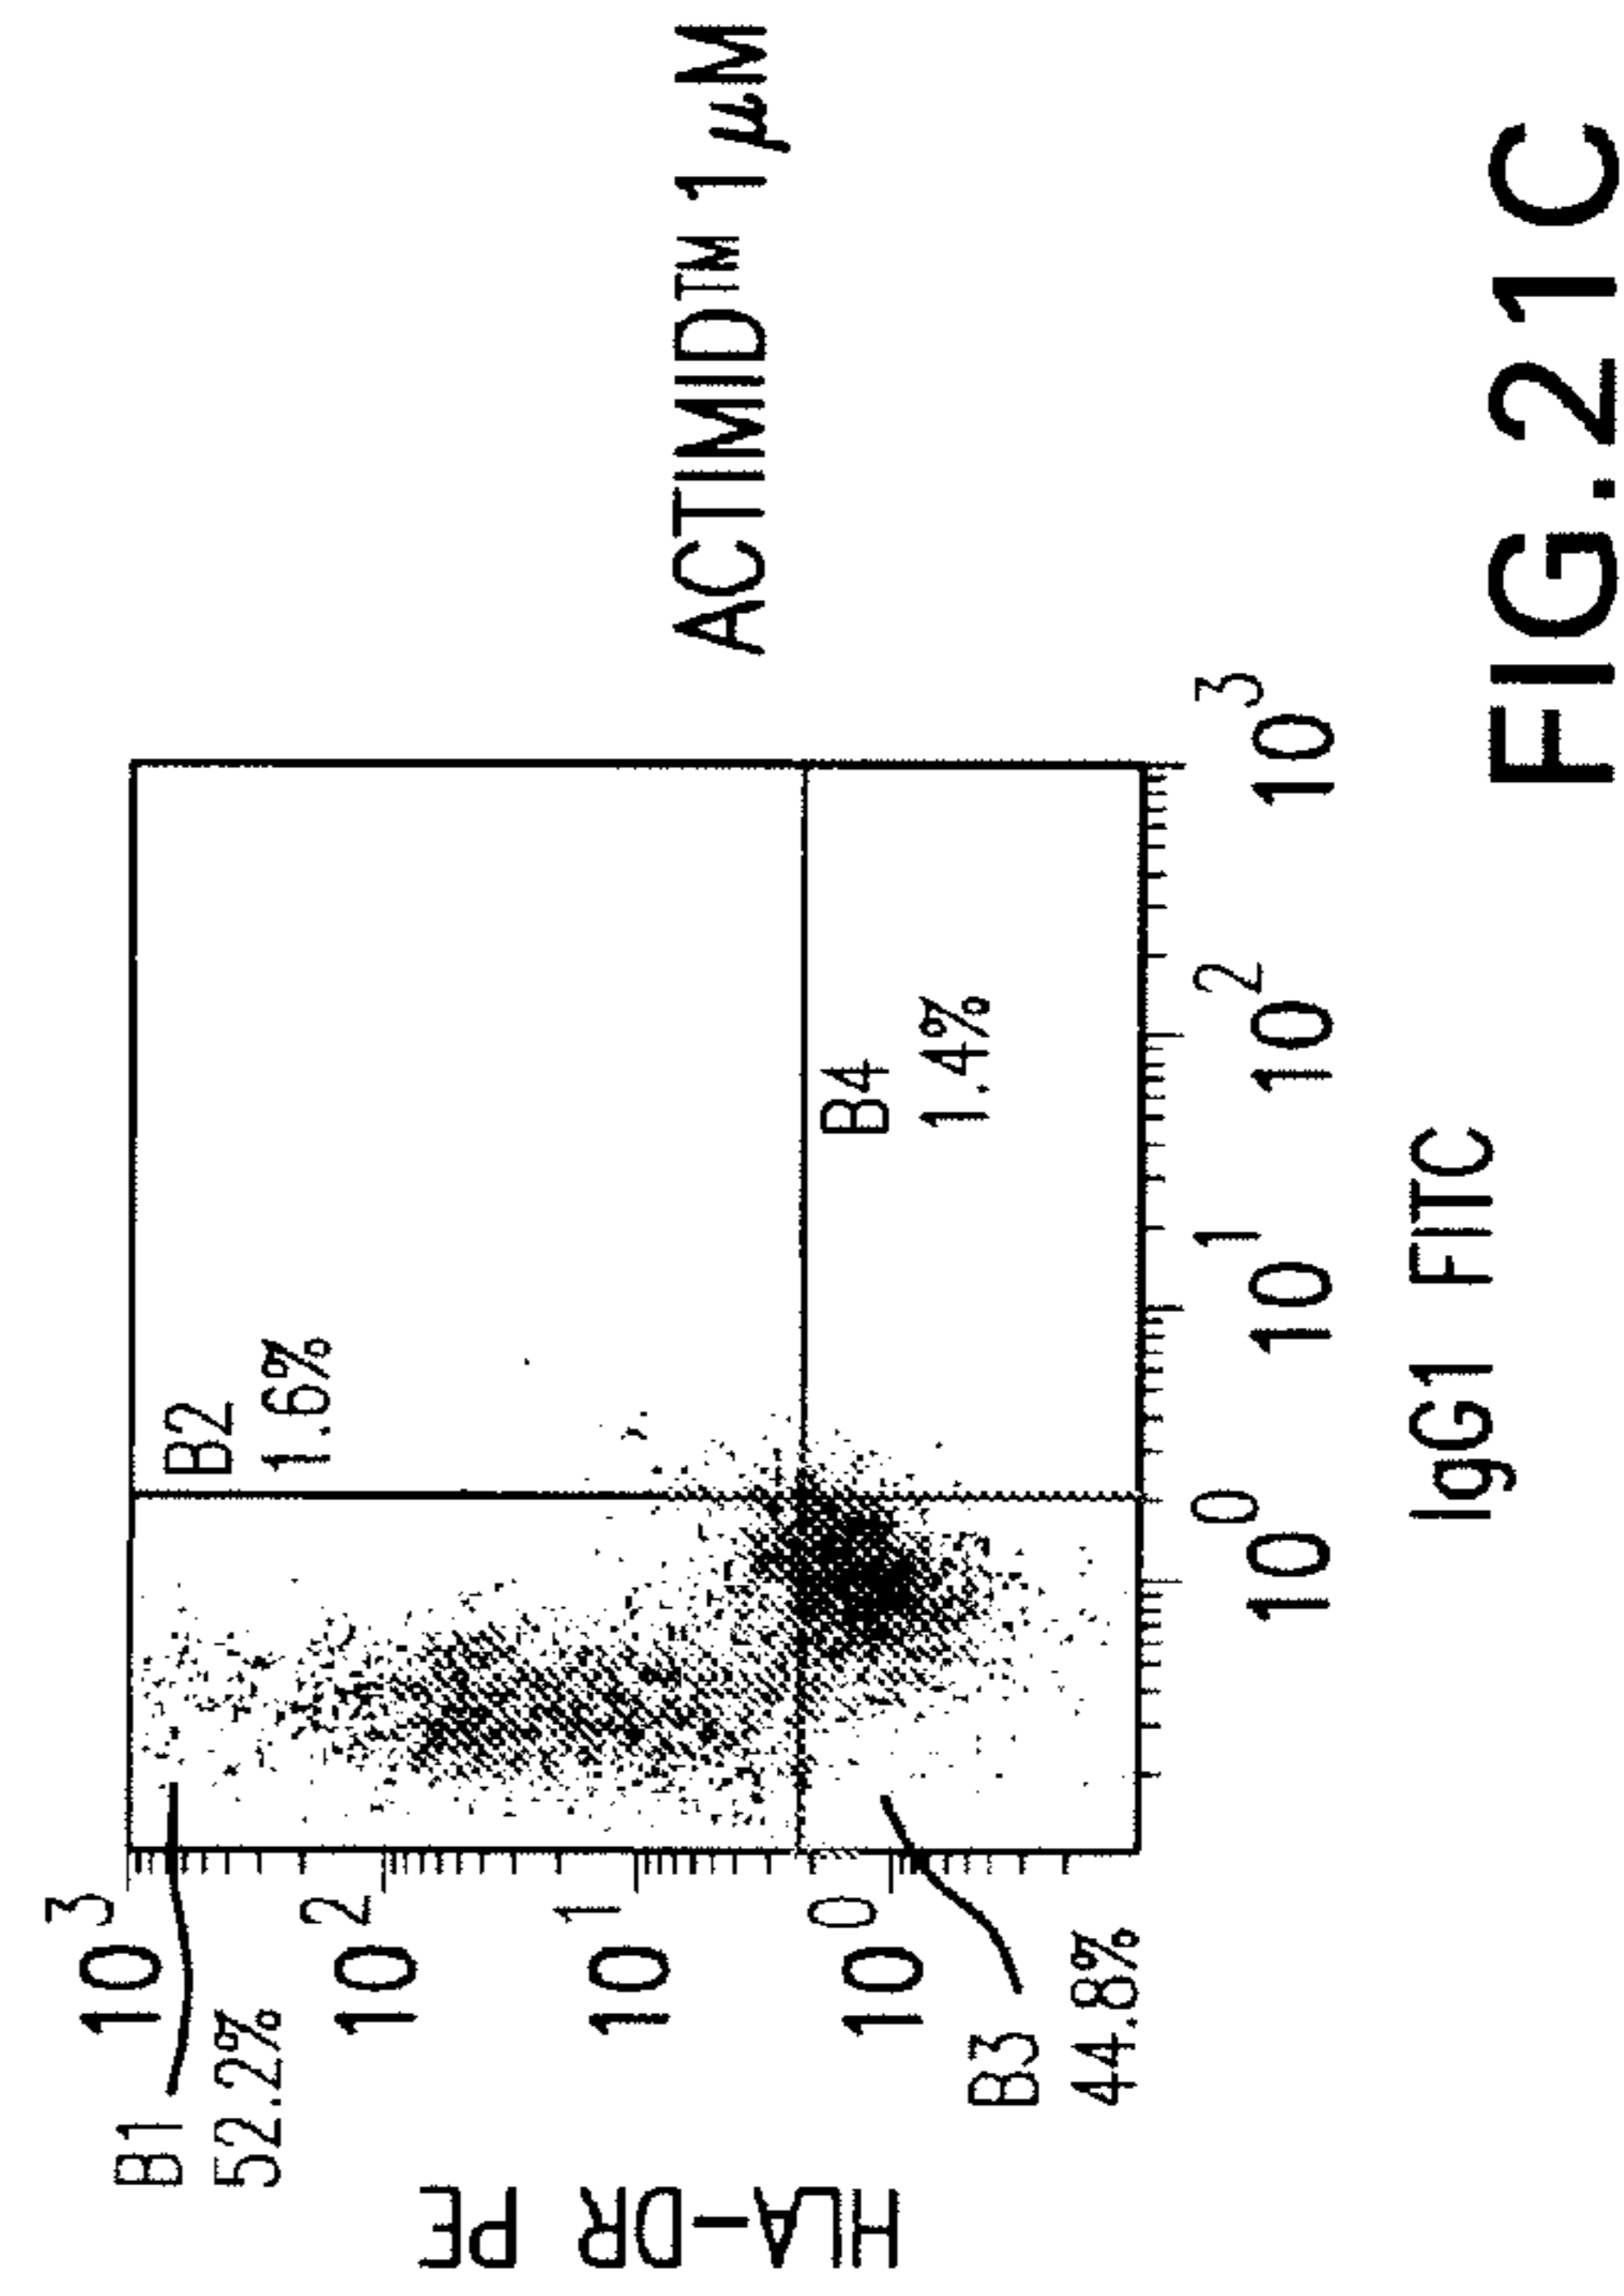 B1
52.2%
10^3
10^2
10^1
10^0
B3
44.8%
HLA-DR PE
B2
1.6%
B4
1.4%
10^0
10^1
10^2
10^3
IgG1 FITC
ACTIMID™ 1 μM
FIG.21C